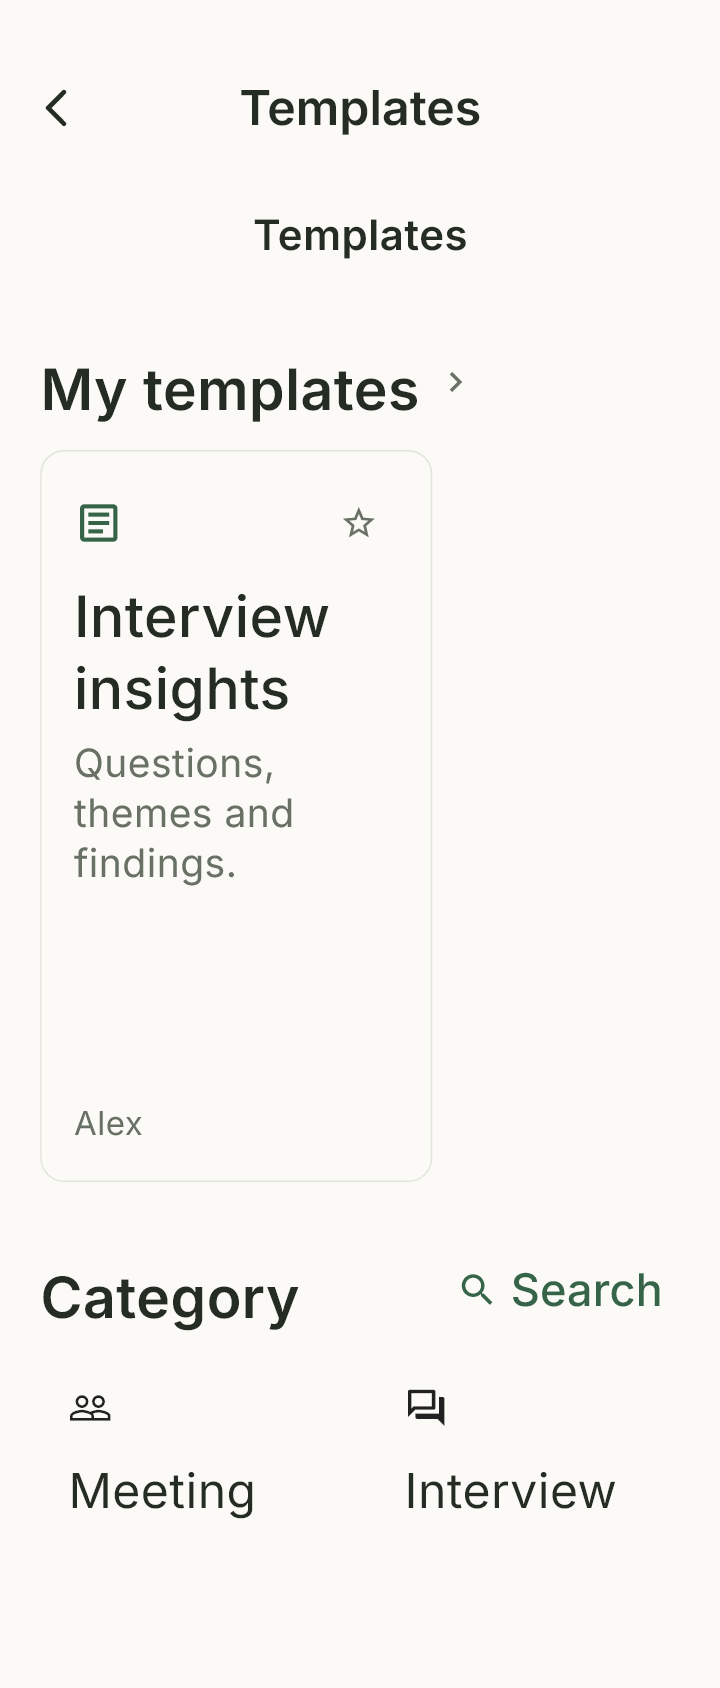 Templates
Templates
My templates
Interview
insights
Questions,
themes and
findings.
Alex
Category
Search
Meeting
Interview